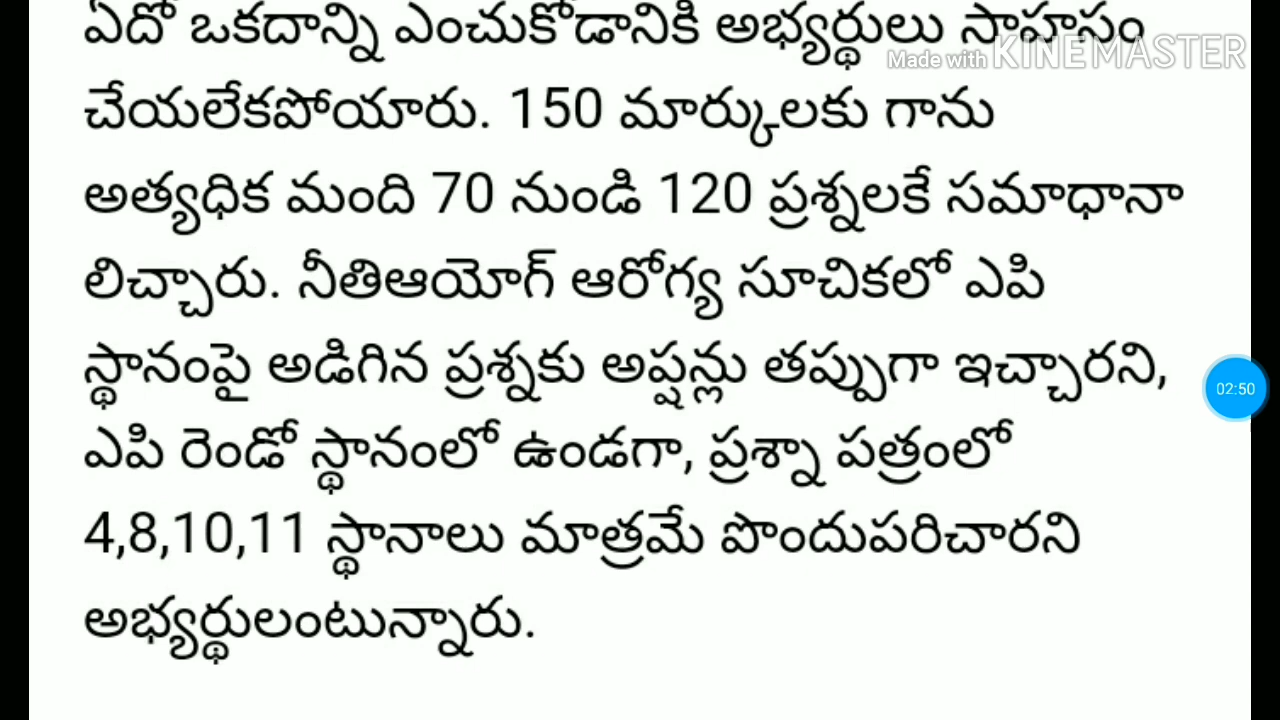 ఏదో ఒకదాన్ని ఎంచుకోడానికి అభ్యర్థులు సాహసం
Made with KINEMASTER
చేయలేకపోయారు. 150 మార్కులకు గాను
అత్యధిక మంది 70 నుండి 120 ప్రశ్నలకే సమాధానా
లిచ్చారు. నీతిఆయోగ్ ఆరోగ్య సూచికలో ఎపి
స్థానంపై అడిగిన ప్రశ్నకు అప్షన్లు తప్పుగా ఇచ్చారని,
02:50
ఎపి రెండో స్థానంలో ఉండగా, ప్రశ్నా పత్రంలో
4,8,10,11 స్థానాలు మాత్రమే పొందుపరిచారని
అభ్యర్థులంటున్నారు.